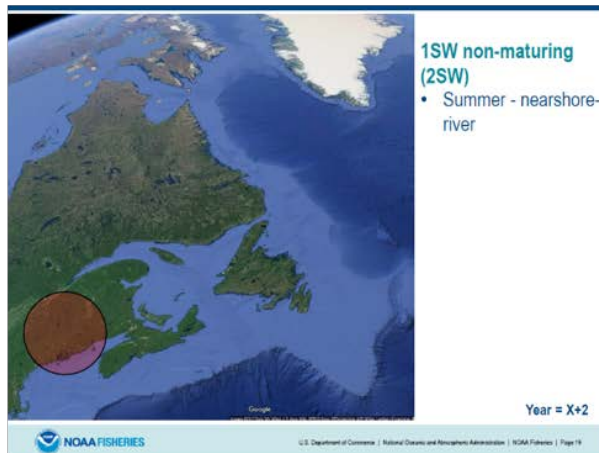 1SW non-maturing
(2SW)
• Summer - nearshore-
river
Google
Year = X+2
NOAA FISHERIES
U.S. Department of Commerce | National Oceanic and Atmospheric Administration | NOAA Fisheries | Page 19